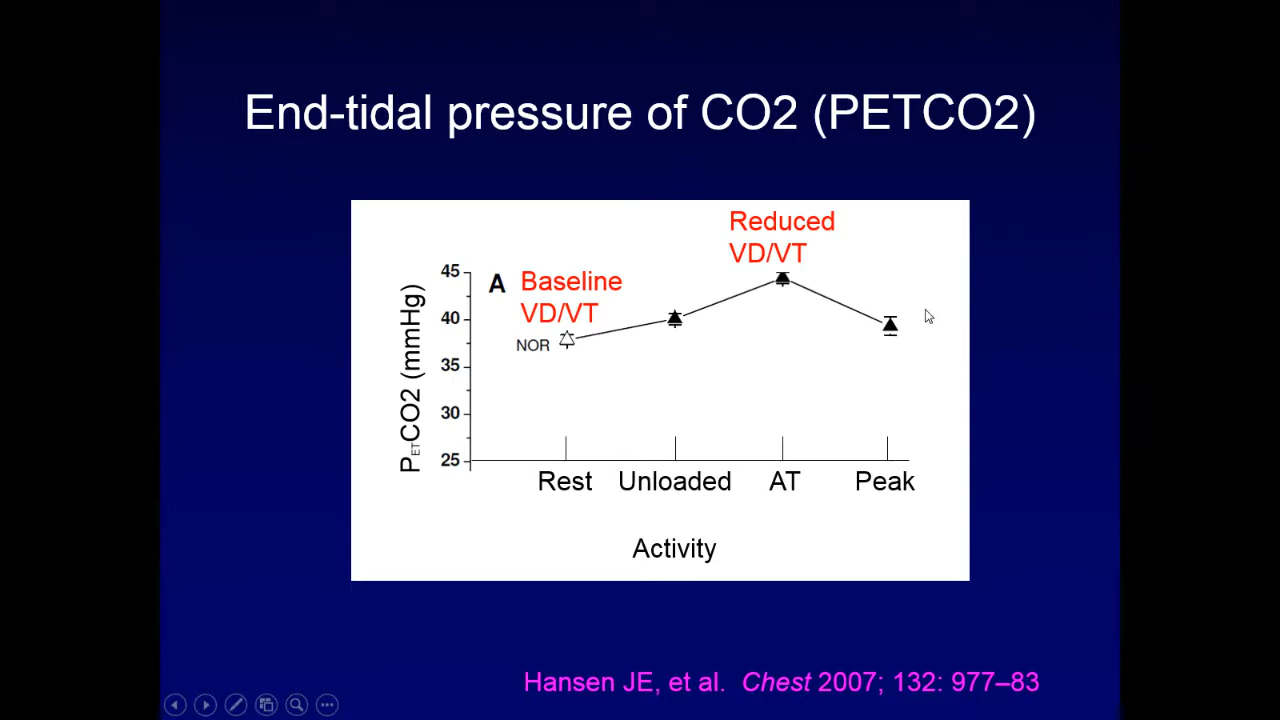 End-tidal pressure of CO2 (PETCO2)
Reduced
VD/VT
A
Baseline
VD/VT
NOR
PETCO2 (mmHg)
45
40
35
30
25
Rest
Unloaded
AT
Peak
Activity
Hansen JE, et al. Chest 2007; 132: 977–83